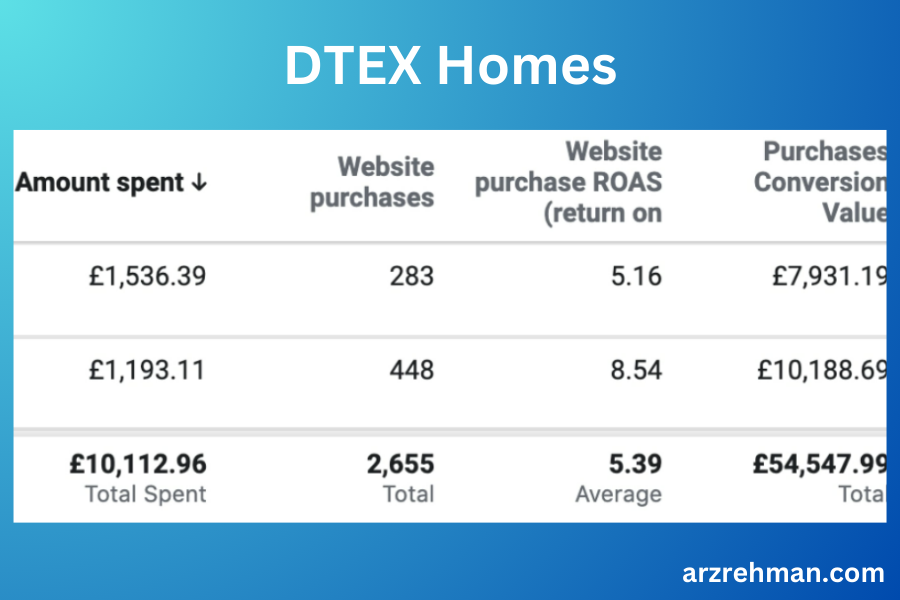 DTEX Homes
Amount spent ↓
Website
purchases
Website
purchase ROAS
(return on
Purchases
Conversion
Value
£1,536.39 283 5.16 £7,931.19
£1,193.11 448 8.54 £10,188.69
£10,112.96 2,655 5.39 £54,547.99
Total Spent Total Average Total
arzrehman.com